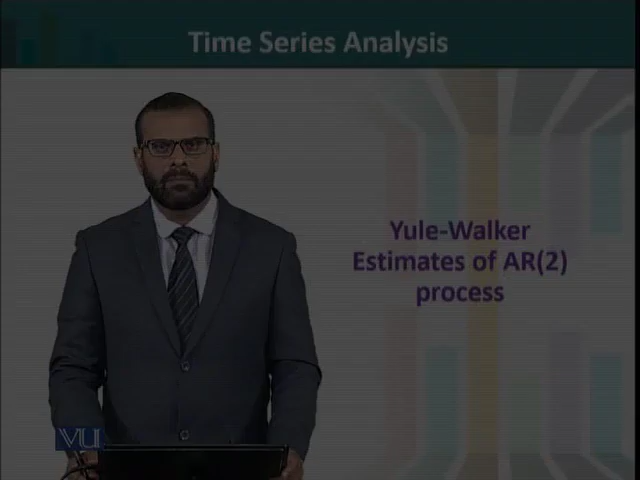 Time Series Analysis
Yule-Walker
Estimates of AR(2)
process
VU